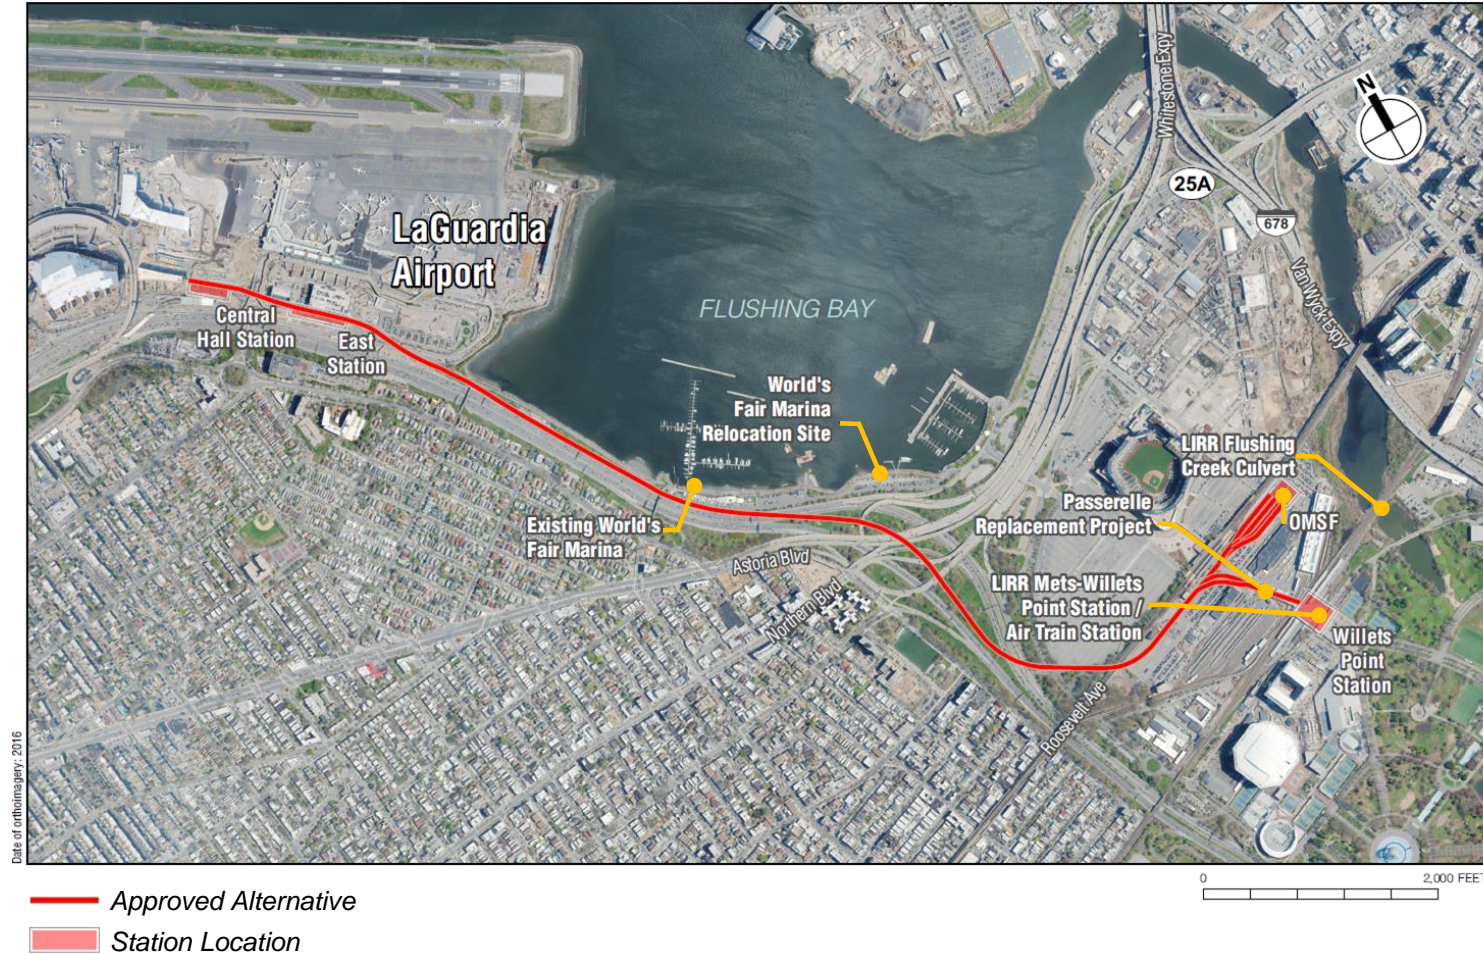 Whitestone Expy
N
25A
678
Van Wyck Expy
LaGuardia
Airport
FLUSHING BAY
Central
Hall Station
East
Station
World's
Fair Marina
Relocation Site
LIRR Flushing
Creek Culvert
Passerelle
Replacement Project
OMSF
Existing World's
Fair Marina
Astoria Blvd
Northern Blvd
LIRR Mets-Willets
Point Station /
Air Train Station
Willets
Point
Station
Roosevelt Ave
Date of orthoimagery: 2016
0 2,000 FEET
Approved Alternative
Station Location